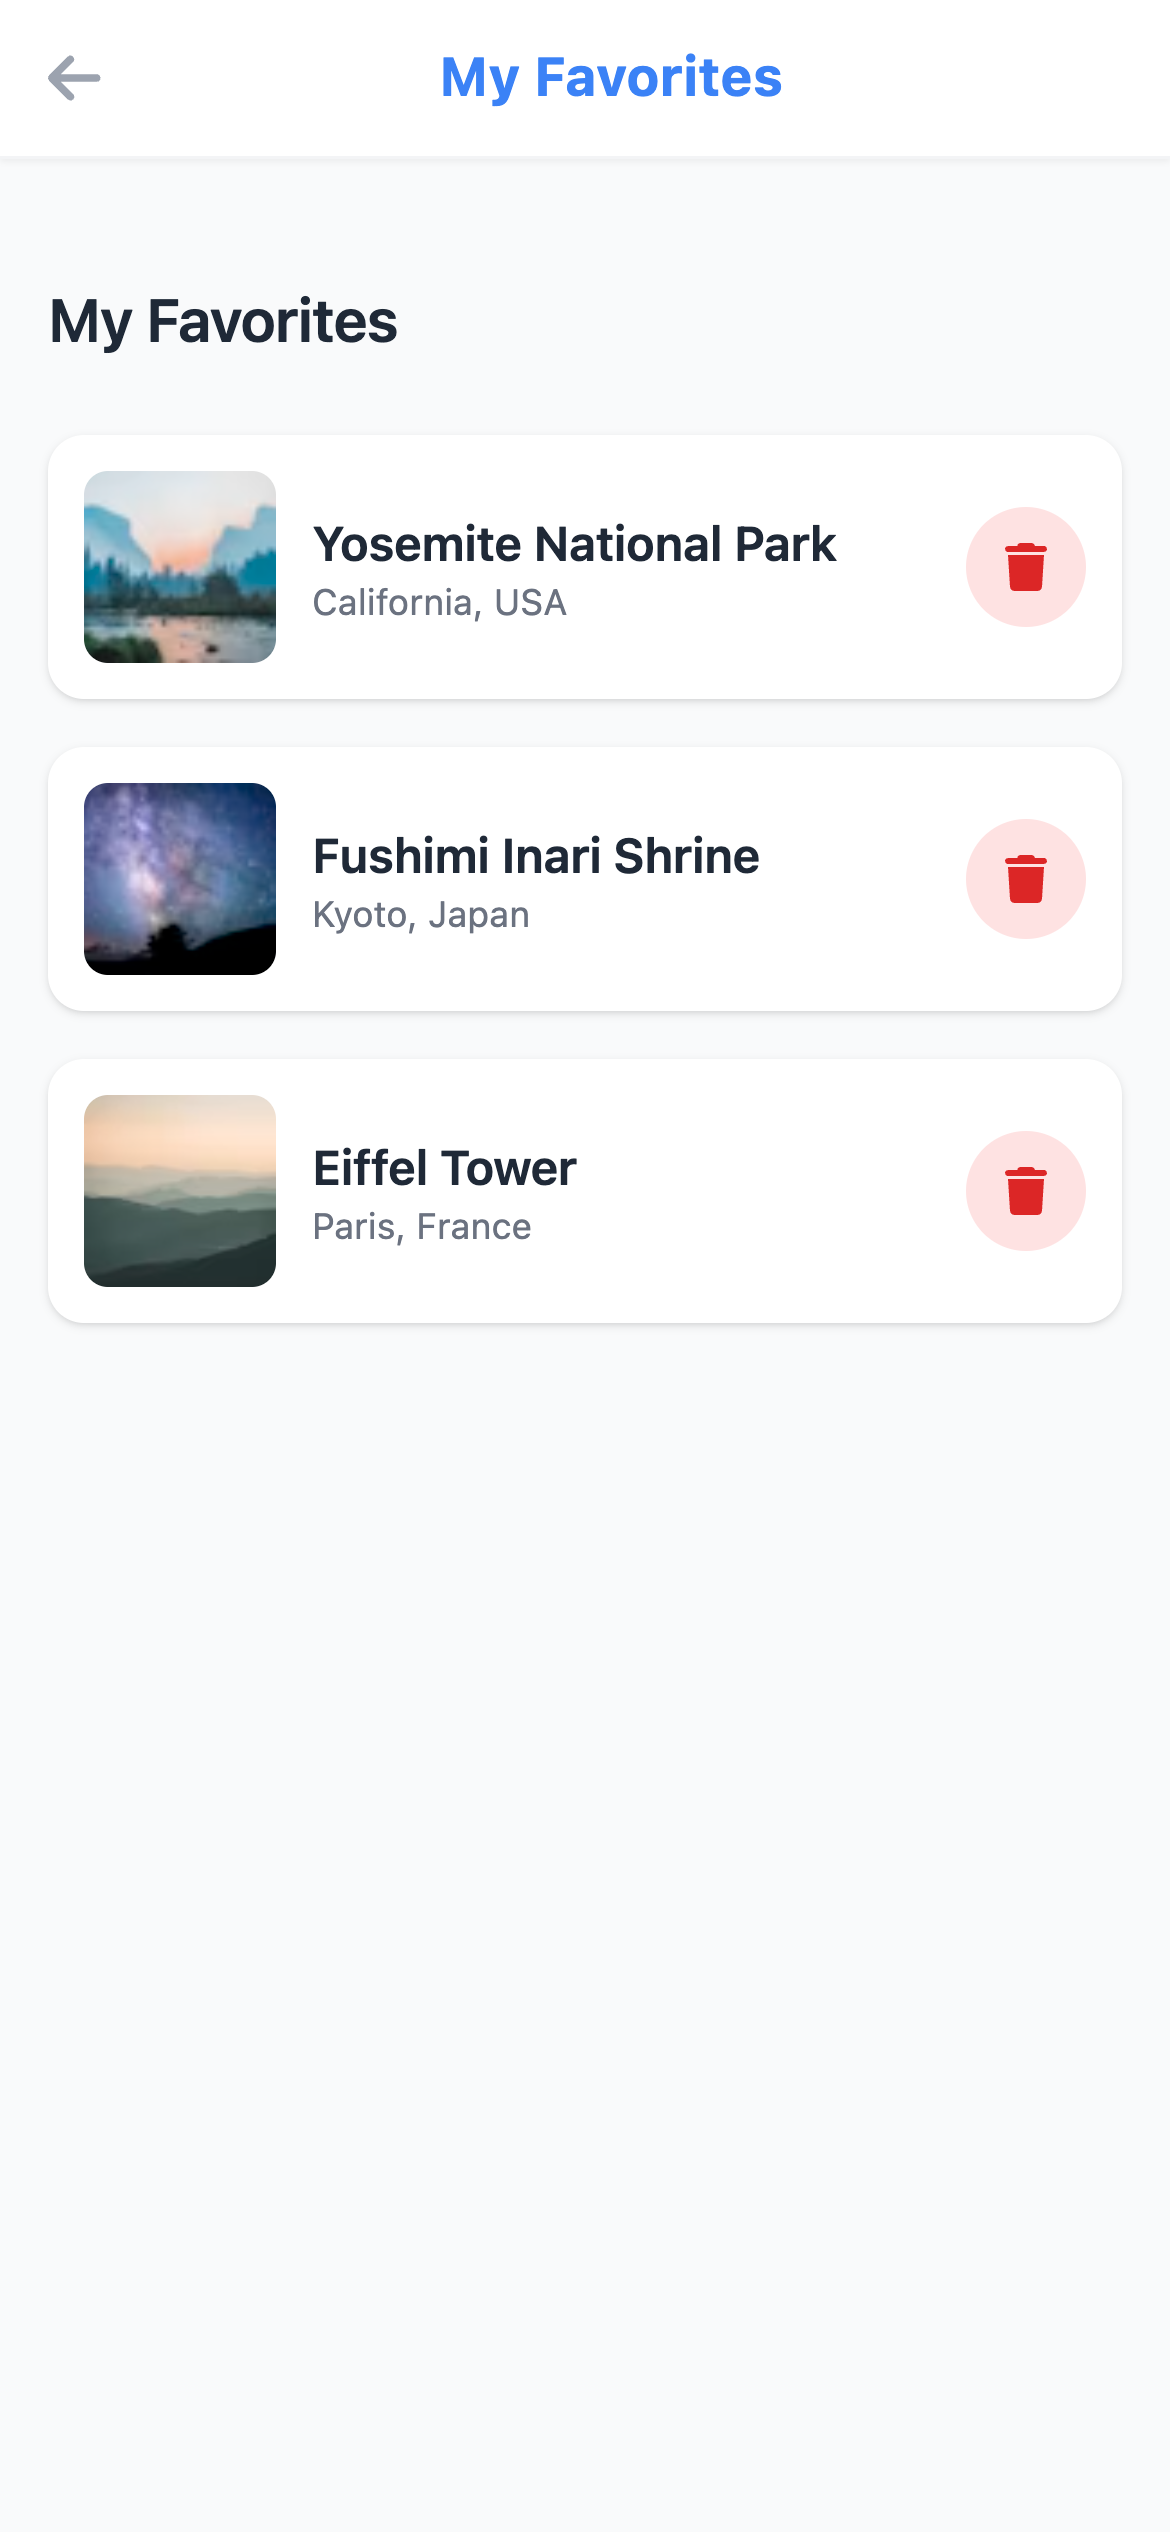 My Favorites
My Favorites
Yosemite National Park
California, USA
Fushimi Inari Shrine
Kyoto, Japan
Eiffel Tower
Paris, France